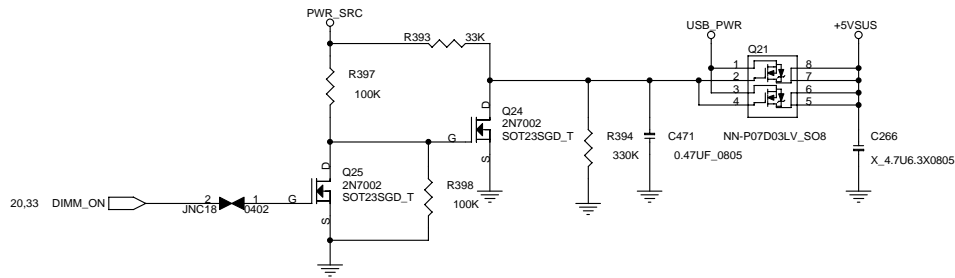 PWR_SRC
R393 33K
R397
100K
USB_PWR
+5VSUS
Q21
1
2
3
4
8
7
6
5
NN-P07D03LV_SO8
D
G
S
Q24
2N7002
SOT23SGD_T
R394
330K
C471
0.47UF_0805
C266
X_4.7U6.3X0805
D
G
S
Q25
2N7002
SOT23SGD_T
R398
100K
20,33 DIMM_ON
2
1
JNC18
0402